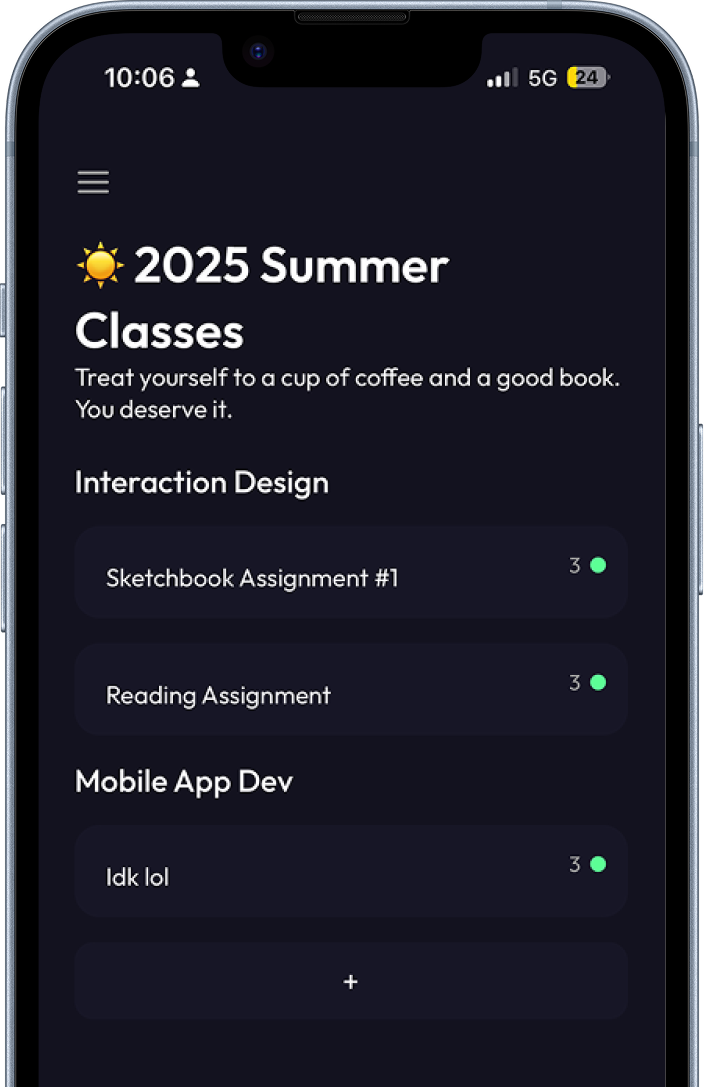 10:06
5G
24
☀️ 2025 Summer
Classes
Treat yourself to a cup of coffee and a good book.
You deserve it.
Interaction Design
3
Sketchbook Assignment #1
3
Reading Assignment
Mobile App Dev
3
Idk lol
+